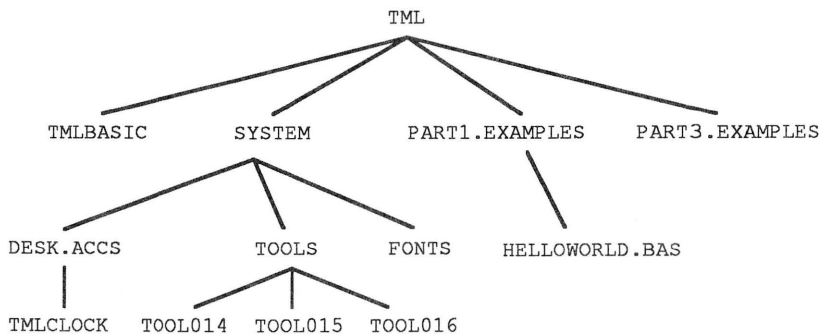 TML
TMLBASIC SYSTEM PART1.EXAMPLES PART3.EXAMPLES
DESK.ACCS TOOLS FONTS HELLOWORLD.BAS
TMLCLOCK TOOL014 TOOL015 TOOL016